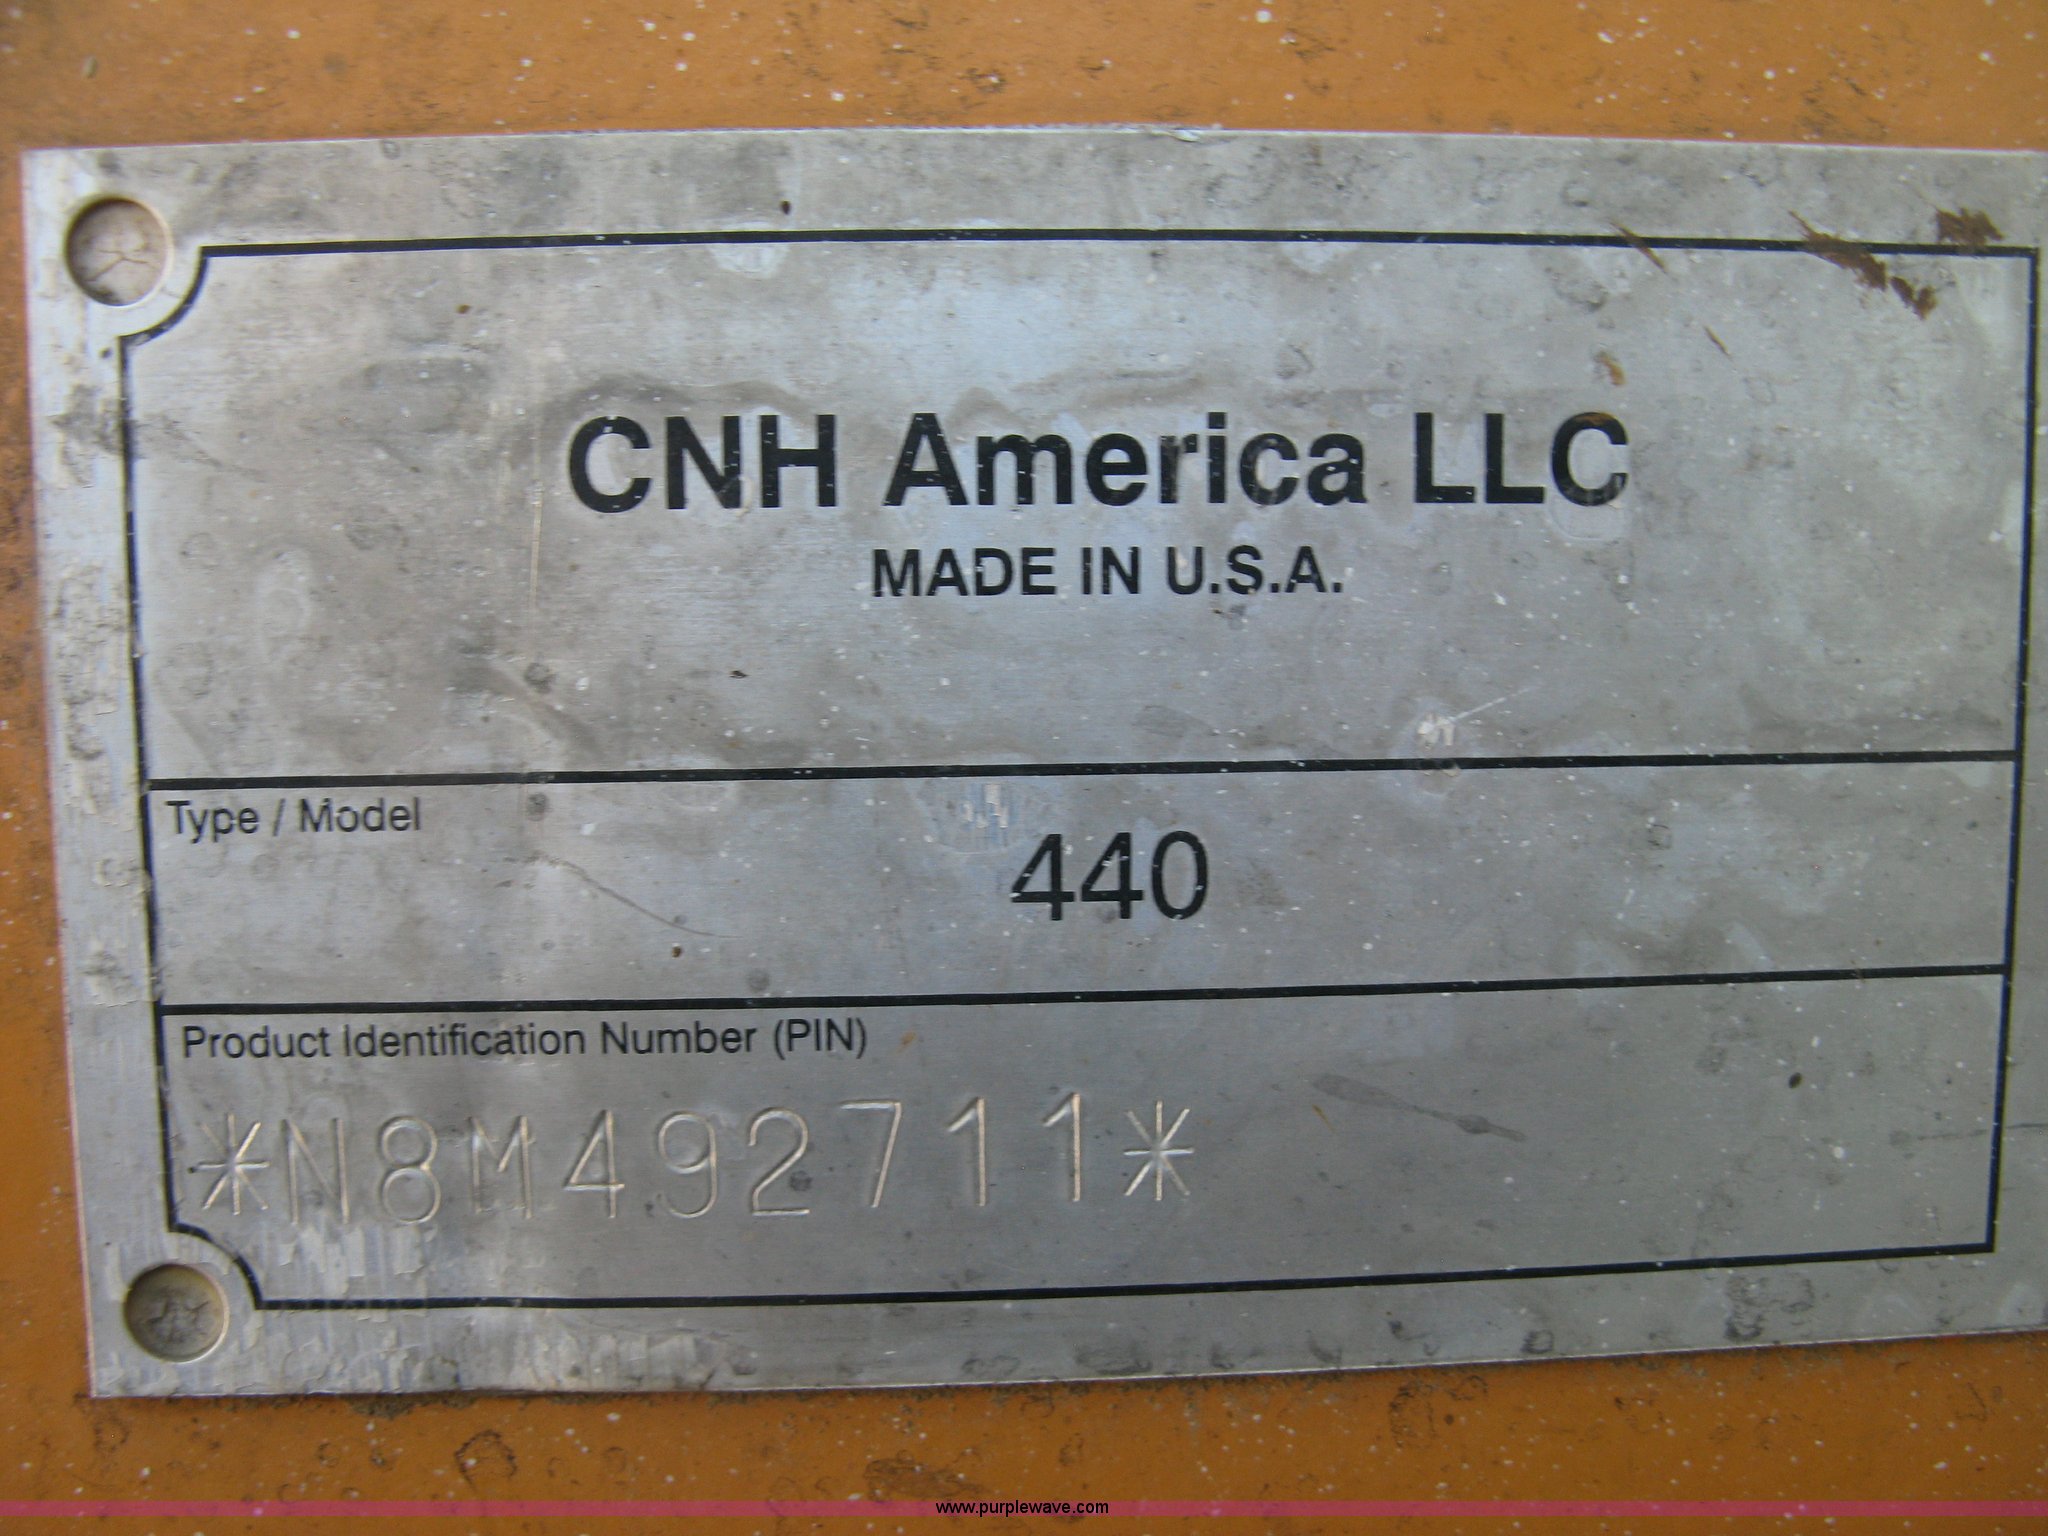 CNH America LLC
MADE IN U.S.A.
Type / Model
440
Product Identification Number (PIN)
*N8M492711*
www.purplewave.com